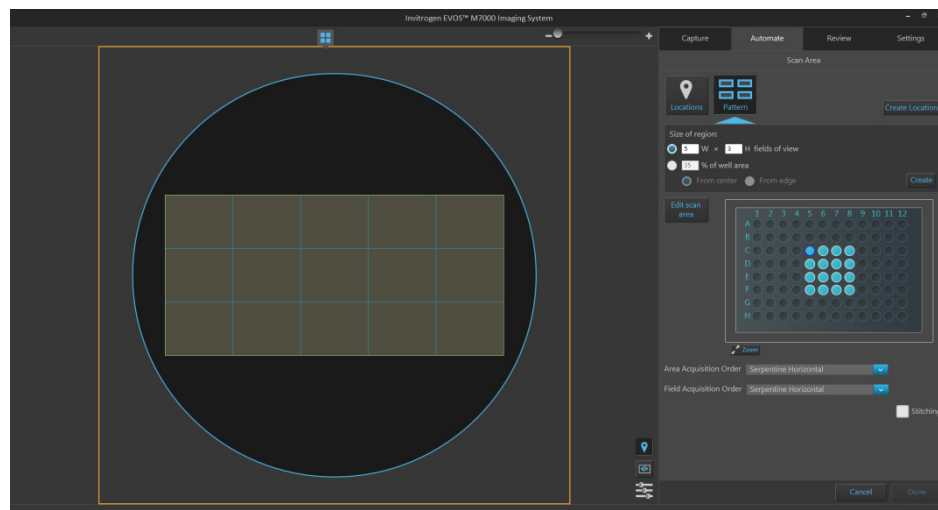 Invitrogen EVOS™ M7000 Imaging System
Capture Automate Review Settings
Scan Area
Locations Pattern
Create Location
Size of region:
5 W × 3 H fields of view
35 % of well area
From center From edge
Create
Edit scan
area
1 2 3 4 5 6 7 8 9 10 11 12
A
B
C
D
E
F
G
H
Zoom
Area Acquisition Order Serpentine Horizontal
Field Acquisition Order Serpentine Horizontal
Stitching
Cancel Done